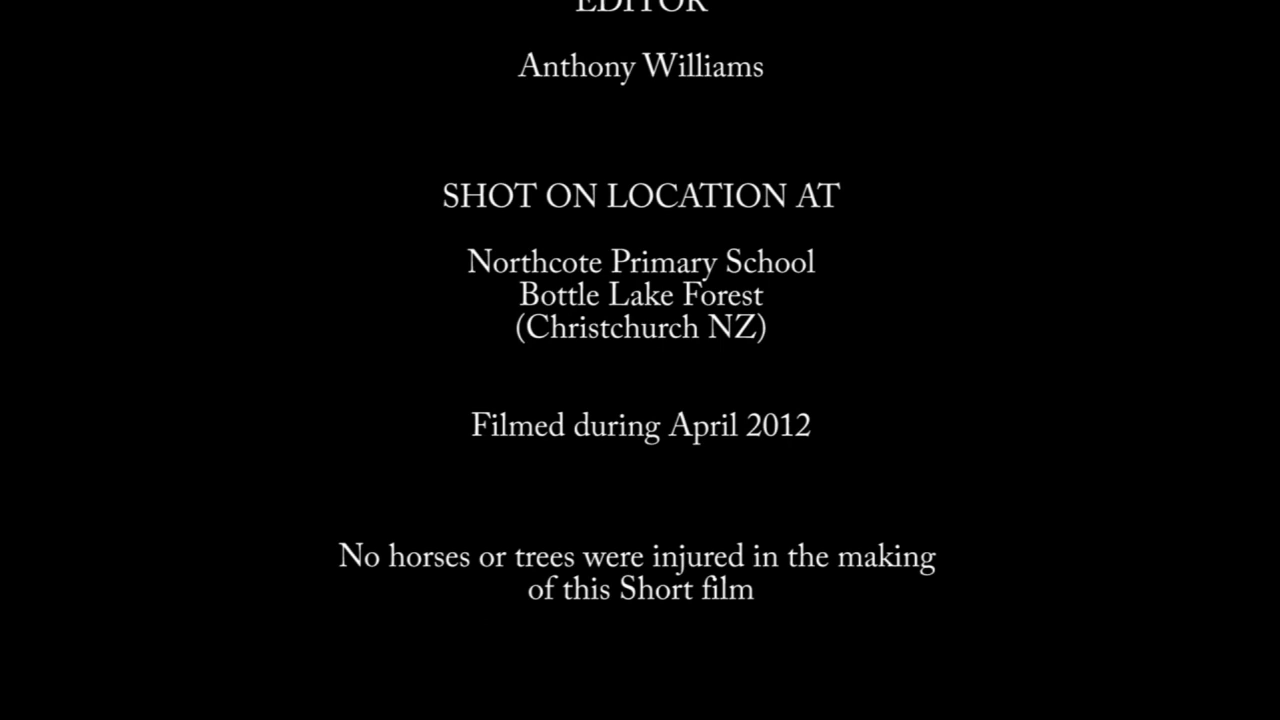 EDITOR
Anthony Williams
SHOT ON LOCATION AT
Northcote Primary School
Bottle Lake Forest
(Christchurch NZ)
Filmed during April 2012
No horses or trees were injured in the making
of this Short film